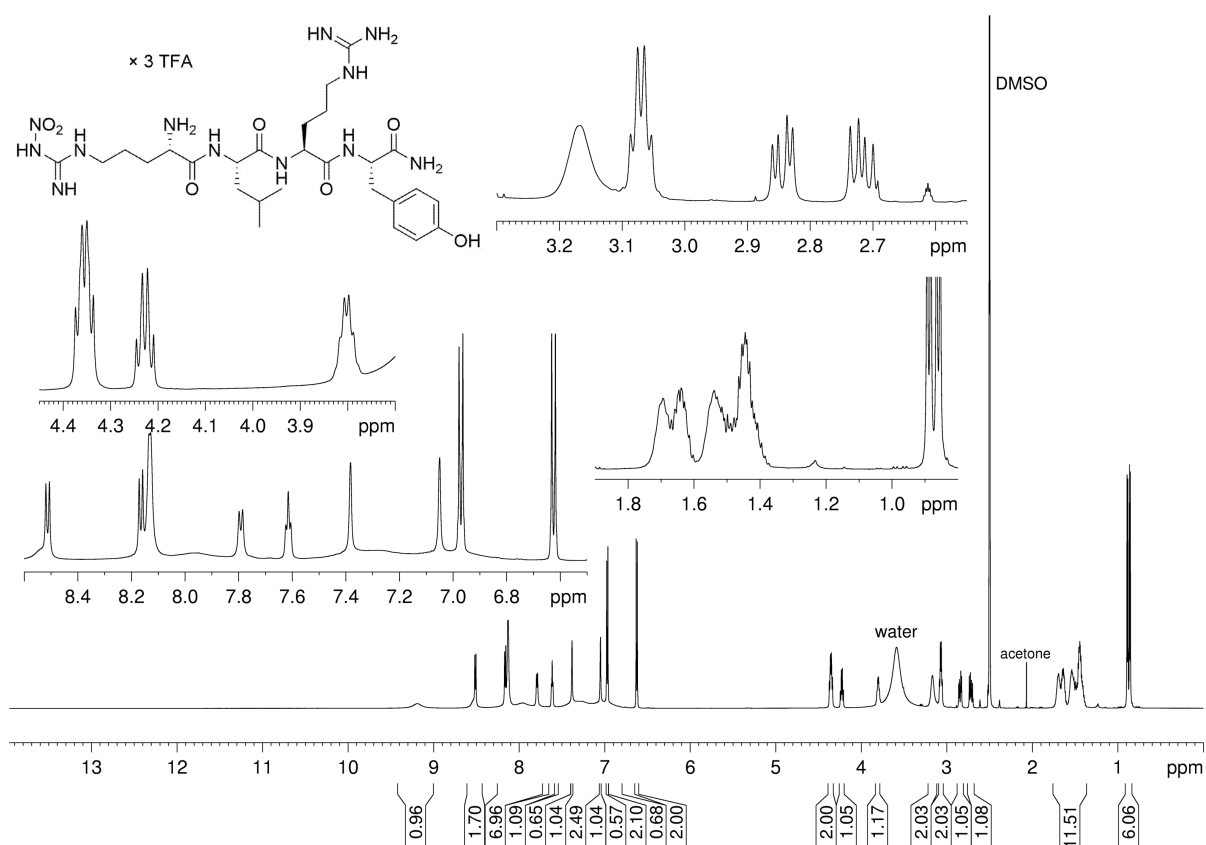 × 3 TFA
HN
NH2
NH
NO2
HN
H
N
NH
NH2
O
H
N
O
N
H
O
H
N
O
NH2
OH
DMSO
3.2 3.1 3.0 2.9 2.8 2.7 ppm
4.4 4.3 4.2 4.1 4.0 3.9 ppm
1.8 1.6 1.4 1.2 1.0 ppm
8.4 8.2 8.0 7.8 7.6 7.4 7.2 7.0 6.8 ppm
water
acetone
13 12 11 10 9 8 7 6 5 4 3 2 1 ppm
0.96 1.70 6.96 1.09 0.65 1.04 2.49 1.04 0.57 2.10 0.68 2.00 2.00 1.05 1.17 2.03 2.03 1.05 1.08 11.51 6.06